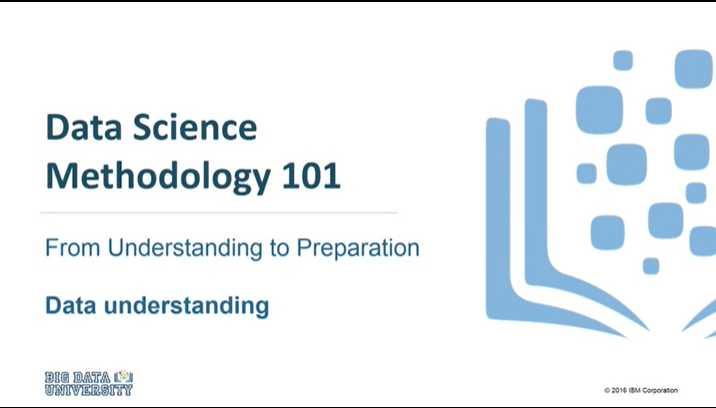 Data Science
Methodology 101
From Understanding to Preparation
Data understanding
BIG DATA
UNIVERSITY
© 2016 IBM Corporation